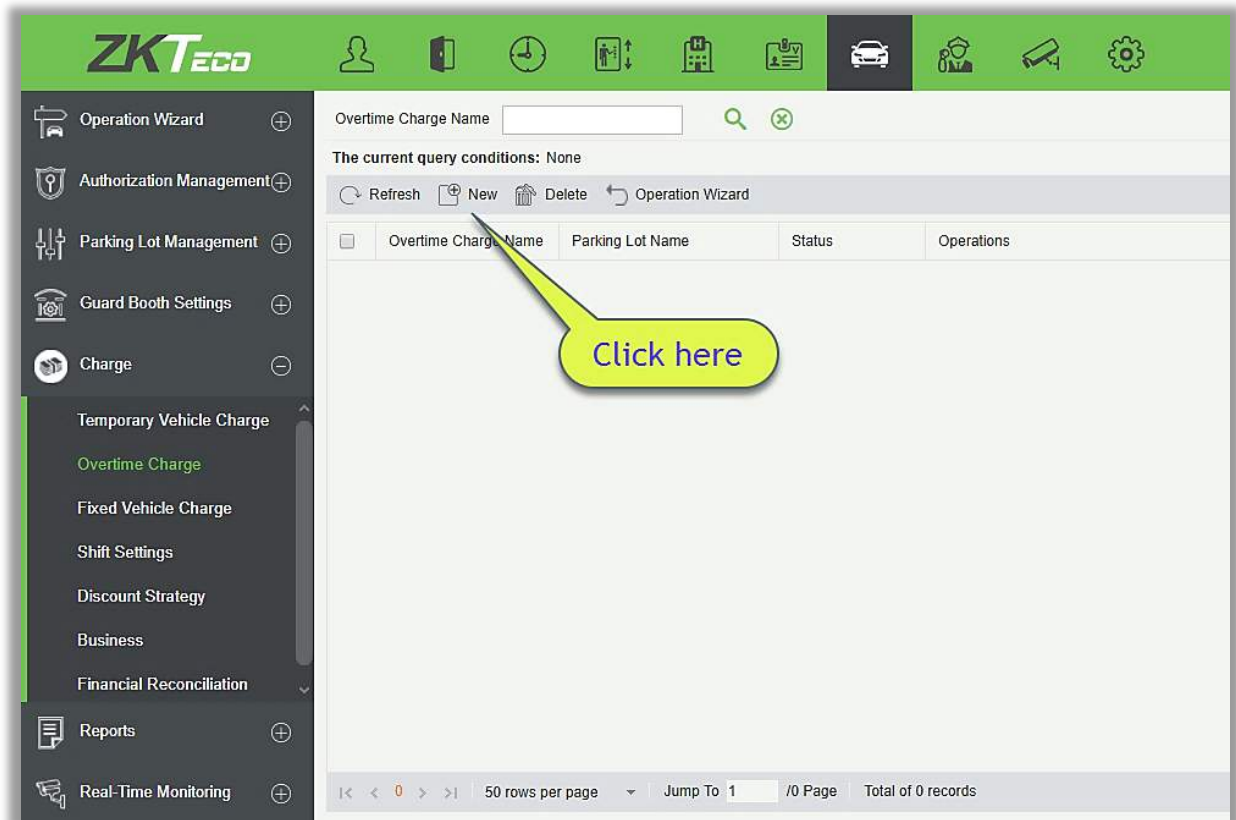 ZKTeco
Operation Wizard
Authorization Management
Parking Lot Management
Guard Booth Settings
Charge
Temporary Vehicle Charge
Overtime Charge
Fixed Vehicle Charge
Shift Settings
Discount Strategy
Business
Financial Reconciliation
Reports
Real-Time Monitoring
Overtime Charge Name
The current query conditions: None
Refresh New Delete Operation Wizard
Overtime Charge Name Parking Lot Name Status Operations
Click here
|< < 0 > >| 50 rows per page Jump To 1 /0 Page Total of 0 records